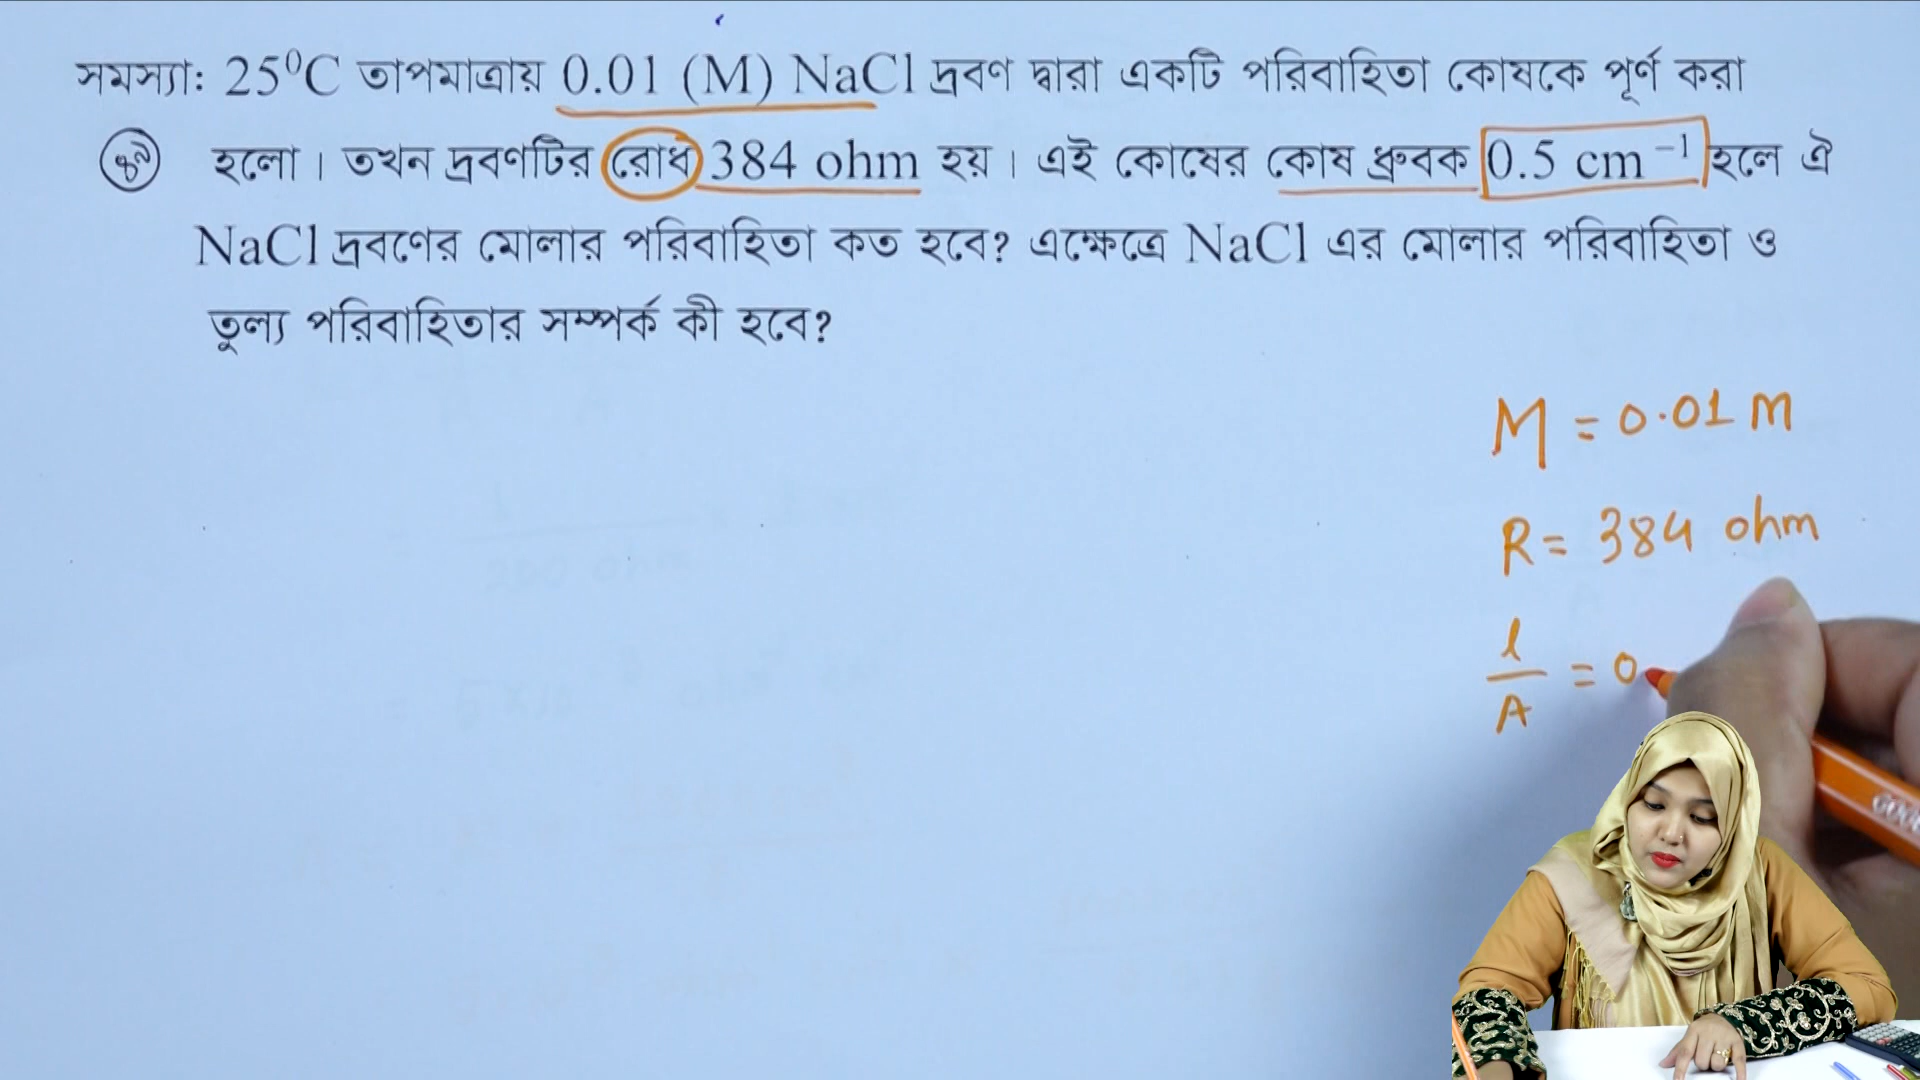 সমস্যাঃ 25⁰C তাপমাত্রায় 0.01 (M) NaCl দ্রবণ দ্বারা একটি পরিবাহিতা কোষকে পূর্ণ করা
হলো। তখন দ্রবণটির রোধ 384 ohm হয়। এই কোষের কোষ ধ্রুবক 0.5 cm⁻¹ হলে ঐ
NaCl দ্রবণের মোলার পরিবাহিতা কত হবে? এক্ষেত্রে NaCl এর মোলার পরিবাহিতা ও
তুল্য পরিবাহিতার সম্পর্ক কী হবে?
M = 0.01 M
R = 384 ohm
l/A = 0.